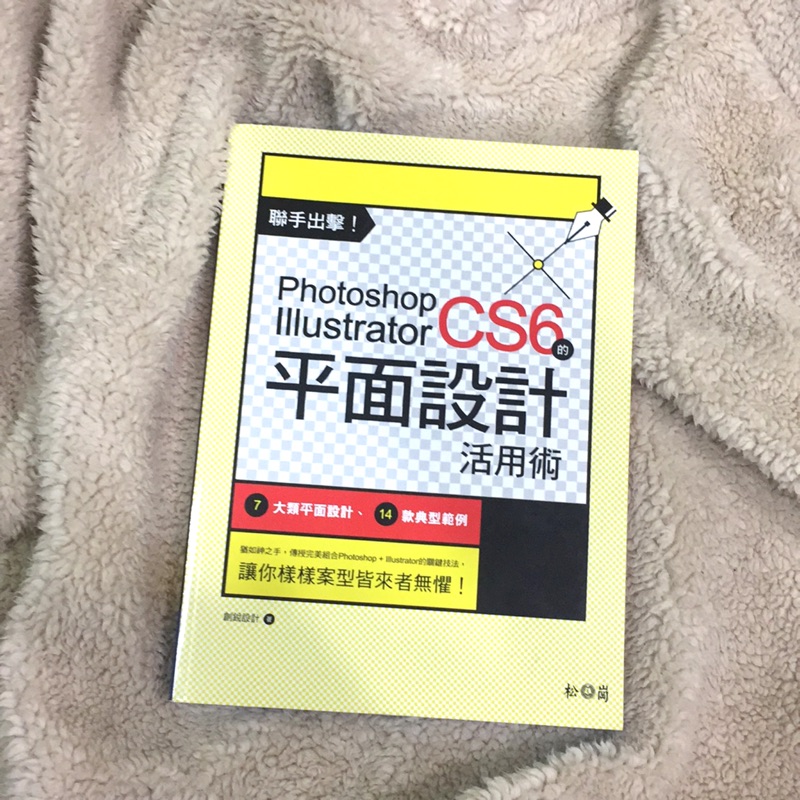 聯手出擊！
Photoshop
Illustrator CS6的
平面設計
活用術
7 大類平面設計、 14 款典型範例
猶如神之手，傳授完美組合Photoshop + Illustrator的關鍵技法，
讓你樣樣案型皆來者無懼！
創銳設計 著
松崗